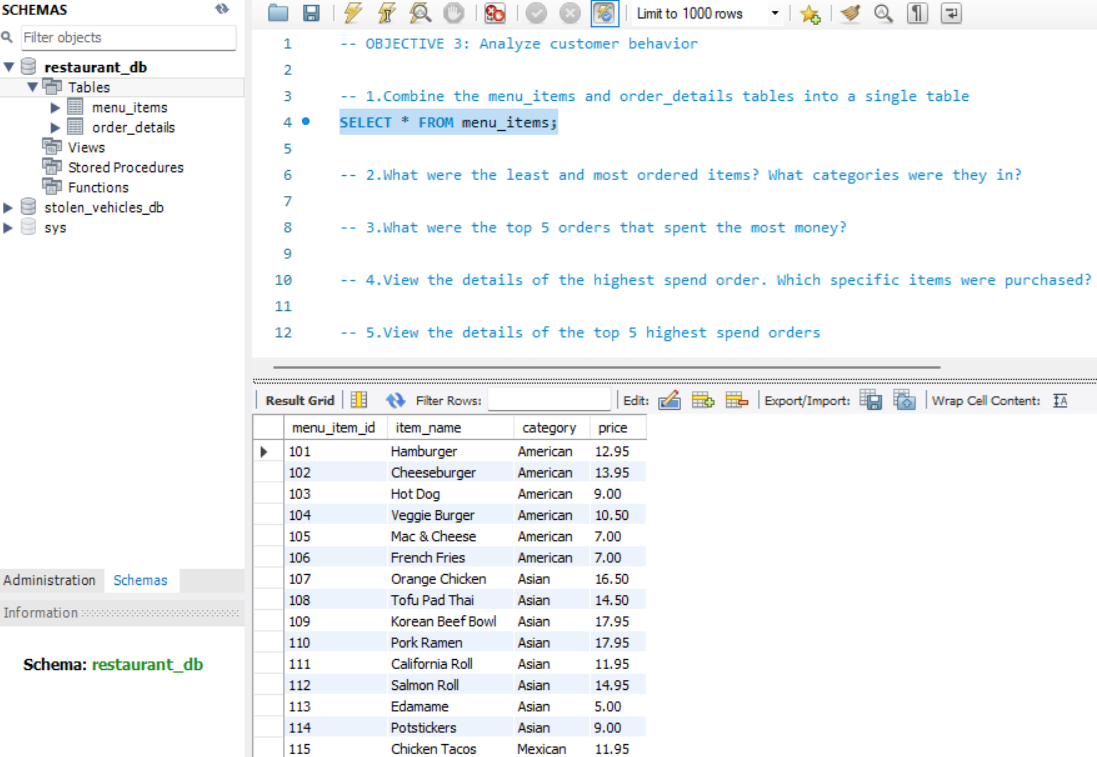 SCHEMAS
Filter objects
restaurant_db
Tables
menu_items
order_details
Views
Stored Procedures
Functions
stolen_vehicles_db
sys
Administration Schemas
Information
Schema: restaurant_db
Limit to 1000 rows
1 -- OBJECTIVE 3: Analyze customer behavior
2
3 -- 1.Combine the menu_items and order_details tables into a single table
4 SELECT * FROM menu_items;
5
6 -- 2.What were the least and most ordered items? What categories were they in?
7
8 -- 3.What were the top 5 orders that spent the most money?
9
10 -- 4.View the details of the highest spend order. Which specific items were purchased?
11
12 -- 5.View the details of the top 5 highest spend orders
Result Grid Filter Rows: Edit: Export/Import: Wrap Cell Content:
menu_item_id item_name category price
101 Hamburger American 12.95
102 Cheeseburger American 13.95
103 Hot Dog American 9.00
104 Veggie Burger American 10.50
105 Mac & Cheese American 7.00
106 French Fries American 7.00
107 Orange Chicken Asian 16.50
108 Tofu Pad Thai Asian 14.50
109 Korean Beef Bowl Asian 17.95
110 Pork Ramen Asian 17.95
111 California Roll Asian 11.95
112 Salmon Roll Asian 14.95
113 Edamame Asian 5.00
114 Potstickers Asian 9.00
115 Chicken Tacos Mexican 11.95